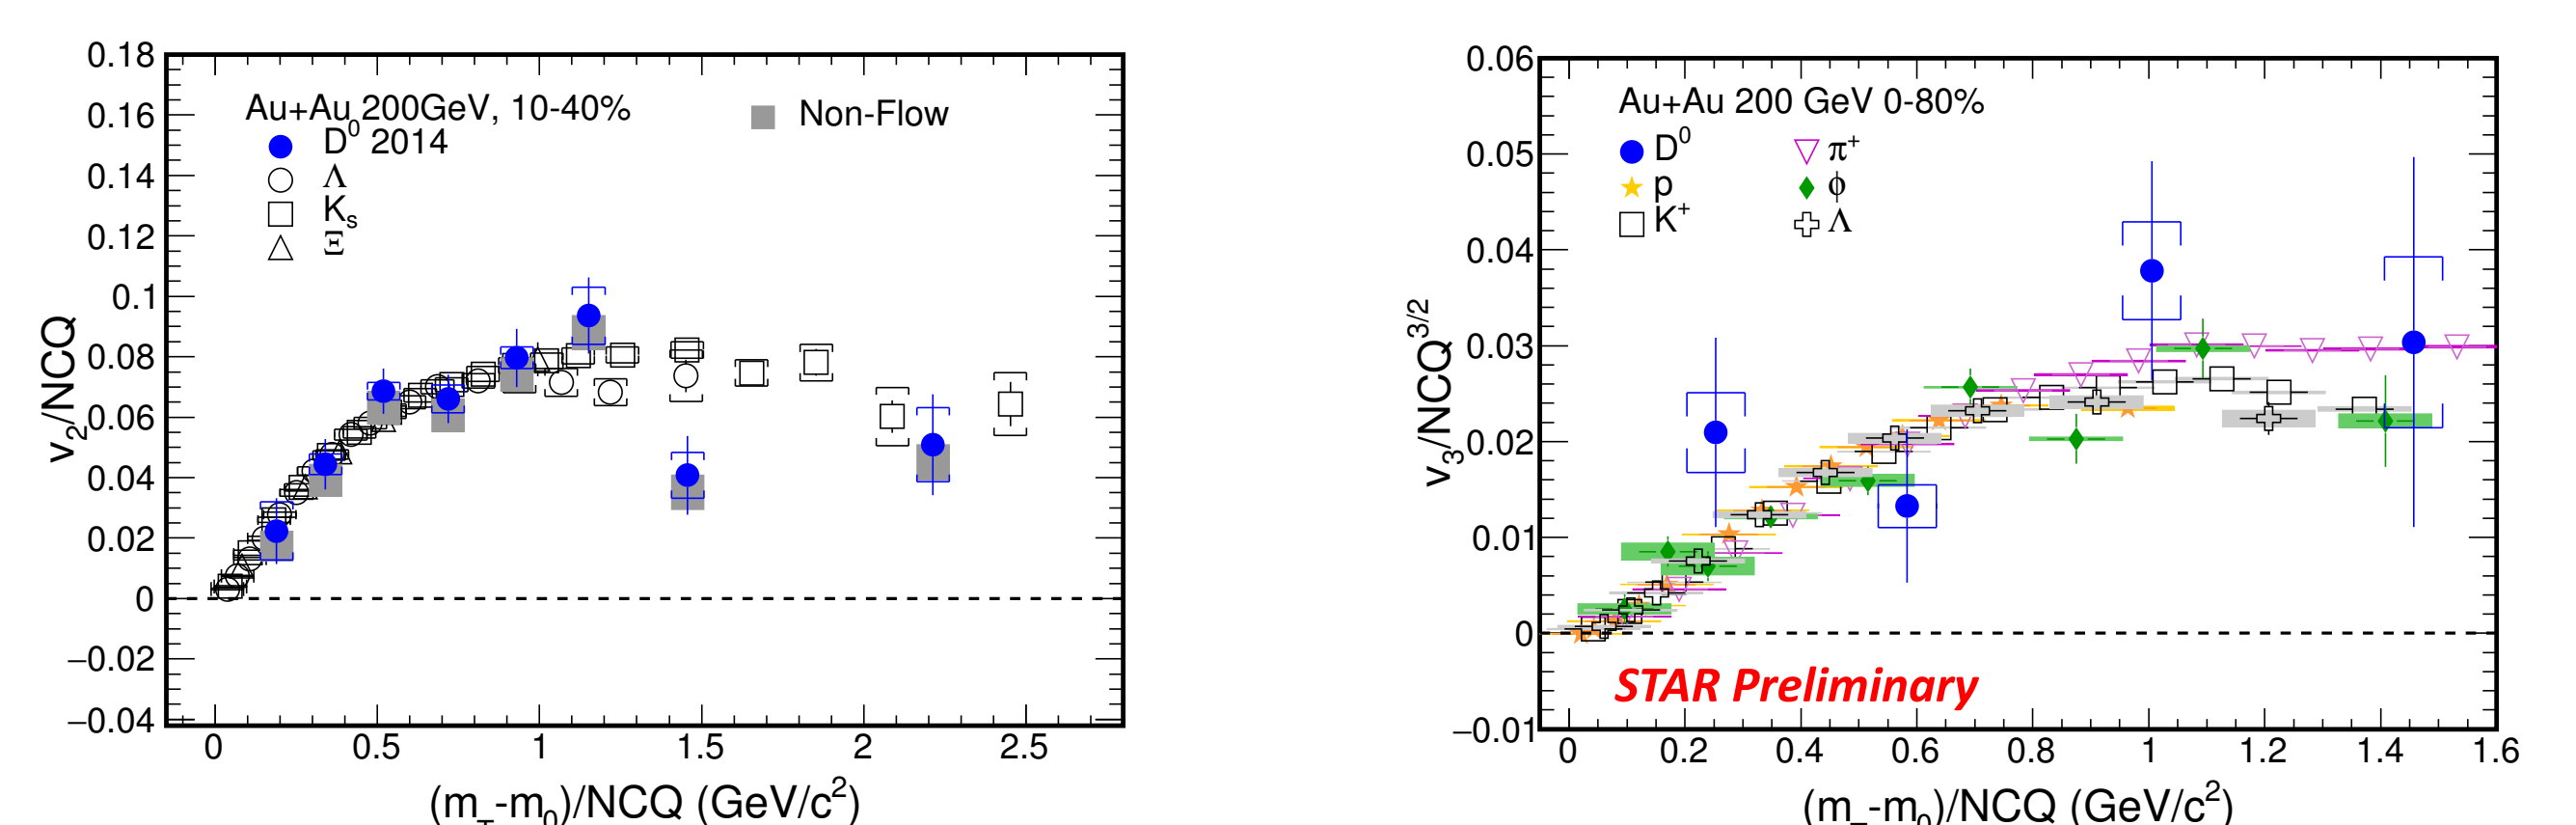 0.18
0.16
0.14
0.12
0.1
0.08
0.06
0.04
0.02
0
−0.02
−0.04
v2/NCQ
Au+Au 200GeV, 10-40%
D0 2014
Λ
Ks
Ξ
Non-Flow
0 0.5 1 1.5 2 2.5
(mT-m0)/NCQ (GeV/c2)
0.06
0.05
0.04
0.03
0.02
0.01
0
−0.01
v3/NCQ3/2
Au+Au 200 GeV 0-80%
D0 π+
p ϕ
K+ Λ
STAR Preliminary
0 0.2 0.4 0.6 0.8 1 1.2 1.4 1.6
(mT-m0)/NCQ (GeV/c2)